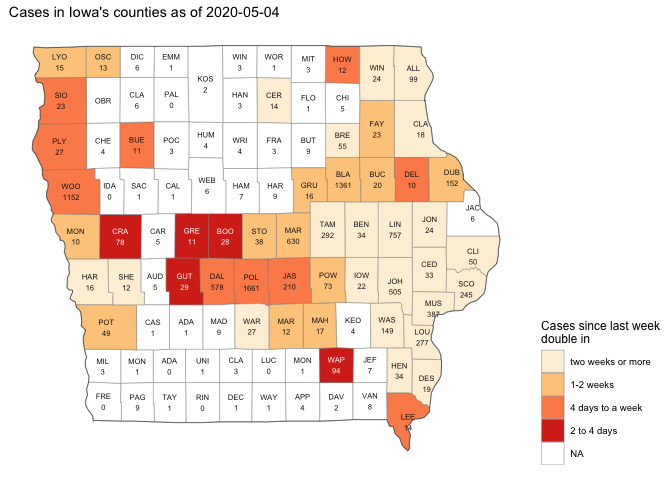 Cases in Iowa's counties as of 2020-05-04
LYO OSC DIC EMM WIN WOR MIT HOW WIN ALL
15 13 6 1 3 1 3 12 24 99
KOS
2
SIO OBR CLA PAL HAN CER FLO CHI
23 6 0 3 14 1 5
FAY CLA
23 18
PLY CHE BUE POC HUM WRI FRA BUT BRE
27 4 11 3 4 4 3 9 55
WOO IDA SAC CAL WEB HAM HAR GRU BLA BUC DEL DUB
1152 0 1 1 6 7 9 16 1361 20 10 152
JAC
6
MON CRA CAR GRE BOO STO MAR TAM BEN LIN JON
10 78 5 11 28 38 630 292 34 757 24
CLI
50
HAR SHE AUD GUT DAL POL JAS POW IOW JOH CED SCO
16 12 5 29 578 1661 210 73 22 505 33 245
MUS
387
POT CAS ADA MAD WAR MAR MAH KEO WAS LOU
49 1 1 9 27 12 17 4 149 277
MIL MON ADA UNI CLA LUC MON WAP JEF HEN DES
3 1 0 1 3 0 1 94 7 34 19
FRE PAG TAY RIN DEC WAY APP DAV VAN LEE
0 9 1 0 1 1 4 2 8 14
Cases since last week
double in
two weeks or more
1-2 weeks
4 days to a week
2 to 4 days
NA